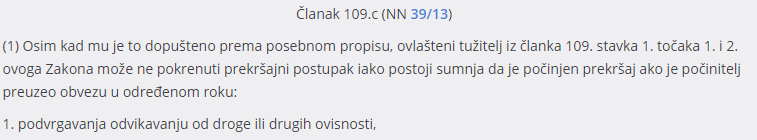 Članak 109.c (NN 39/13)
(1) Osim kad mu je to dopušteno prema posebnom propisu, ovlašteni tužitelj iz članka 109. stavka 1. točaka 1. i 2.
ovoga Zakona može ne pokrenuti prekršajni postupak iako postoji sumnja da je počinjen prekršaj ako je počinitelj
preuzeo obvezu u određenom roku:
1. podvrgavanja odvikavanju od droge ili drugih ovisnosti,